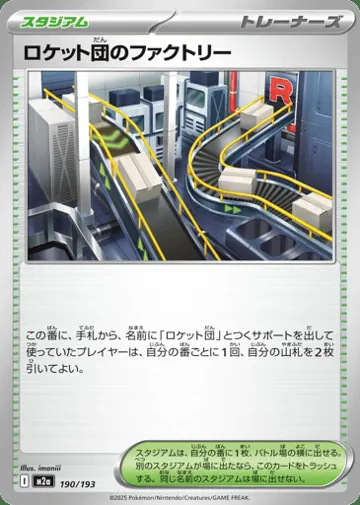 スタジアム
トレーナーズ
ロケット団のファクトリー
だん
R
この番に、手札から、名前に「ロケット団」とつくサポートを出して
使っていたプレイヤーは、自分の番ごとに1回、自分の山札を2枚
引いてよい。
Illus. imoniii
I m2a 190/193
スタジアムは、自分の番に1枚、バトル場の横に出せる。
別のスタジアムが場に出たなら、このカードをトラッシュ
する。同じ名前のスタジアムは出せない。
©2025 Pokémon/Nintendo/Creatures/GAME FREAK.